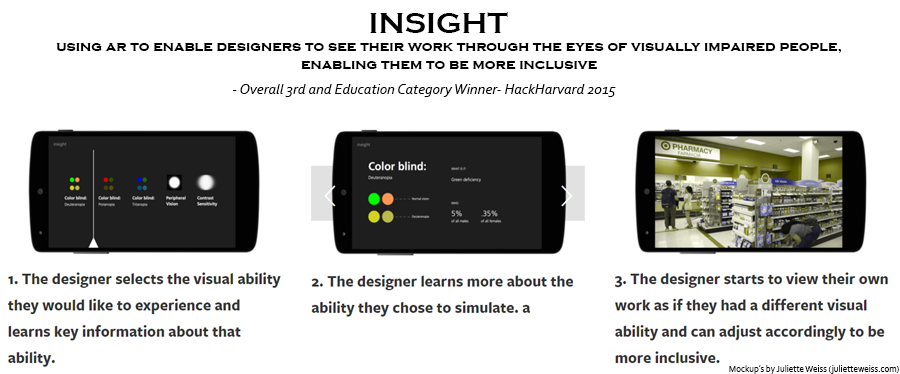 INSIGHT
USING AR TO ENABLE DESIGNERS TO SEE THEIR WORK THROUGH THE EYES OF VISUALLY IMPAIRED PEOPLE,
ENABLING THEM TO BE MORE INCLUSIVE
- Overall 3rd and Education Category Winner- HackHarvard 2015
Insight
Color blind: Color blind: Color blind: Peripheral Vision Contrast Sensitivity
Deuteranopia Protanopia Tritanopia
Insight
Color blind:
Deuteranopia
WHAT IS IT
Green deficiency
Normal vision
Deuteranopia
5% .35%
of all males of all females
PHARMACY
FARMACIA
1. The designer selects the visual ability
they would like to experience and
learns key information about that
ability.
2. The designer learns more about the
ability they chose to simulate. a
3. The designer starts to view their own
work as if they had a different visual
ability and can adjust accordingly to be
more inclusive.
Mockup's by Juliette Weiss (julietteweiss.com)